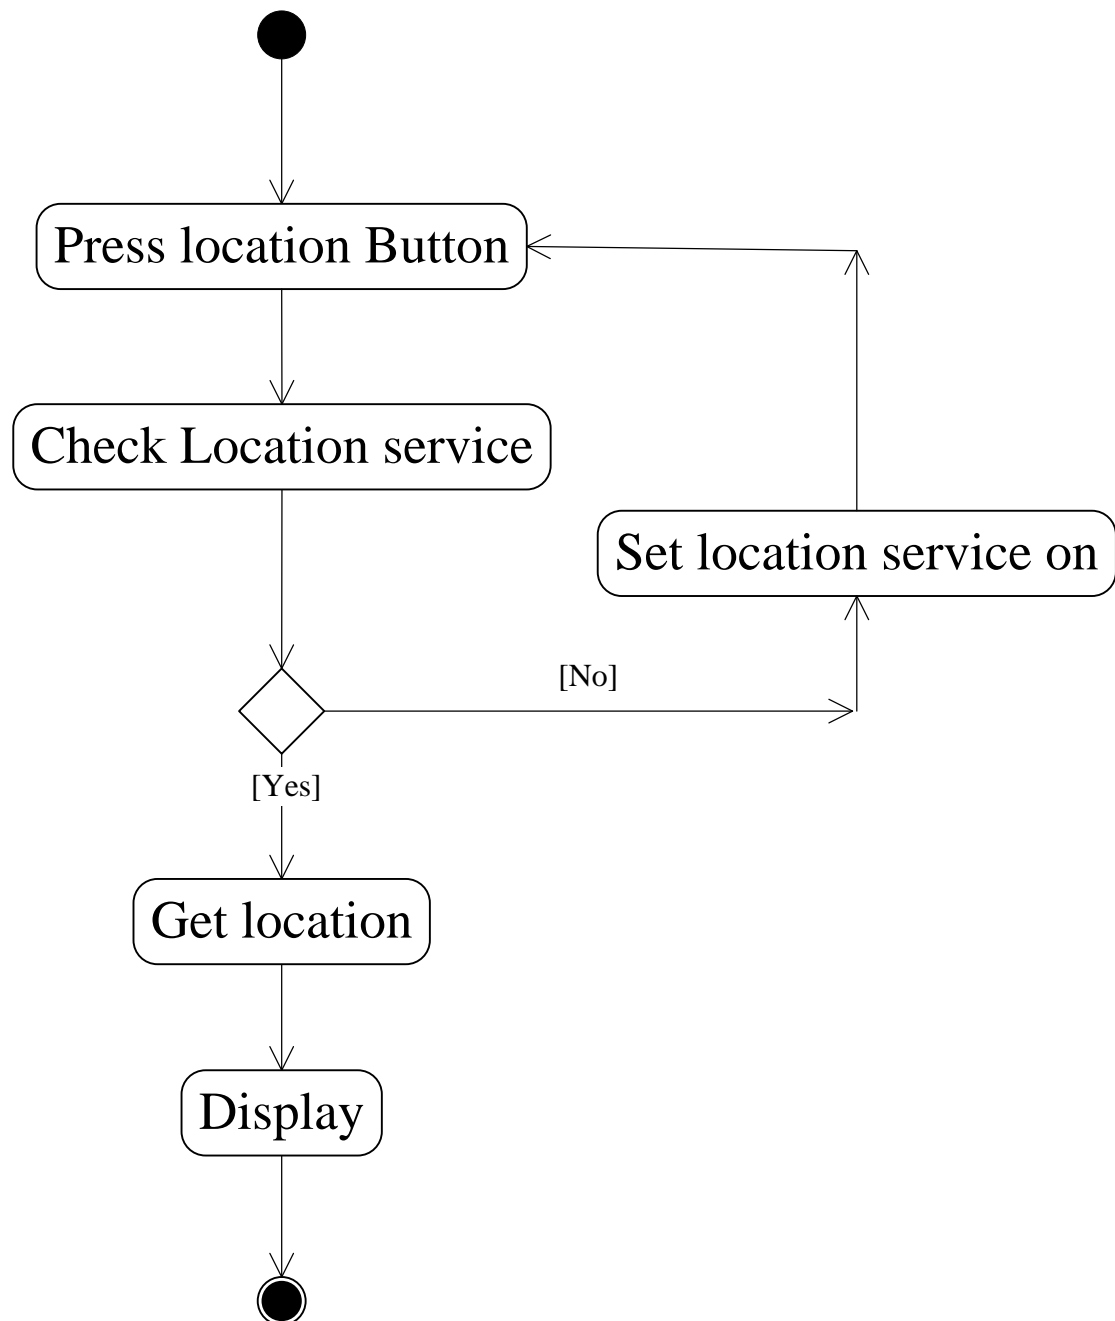 Press location Button
Check Location service
Set location service on
[No]
[Yes]
Get location
Display